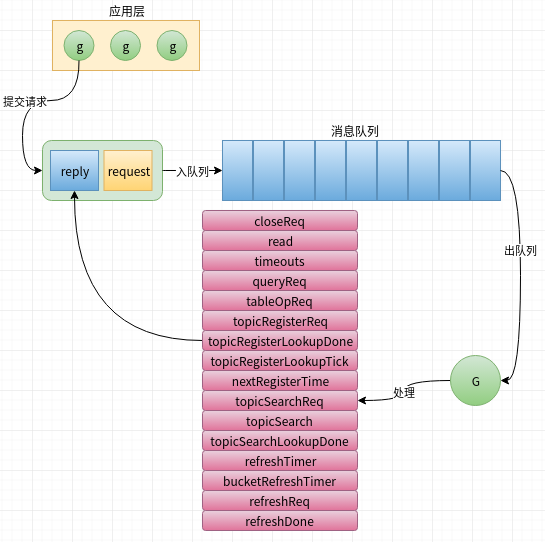 应用层
g g g
提交请求
消息队列
reply request
入队列
closeReq
read
timeouts
queryReq
出队列
tableOpReq
topicRegisterReq
topicRegisterLookupDone
topicRegisterLookupTick
nextRegisterTime
G
处理
topicSearchReq
topicSearch
topicSearchLookupDone
refreshTimer
bucketRefreshTimer
refreshReq
refreshDone